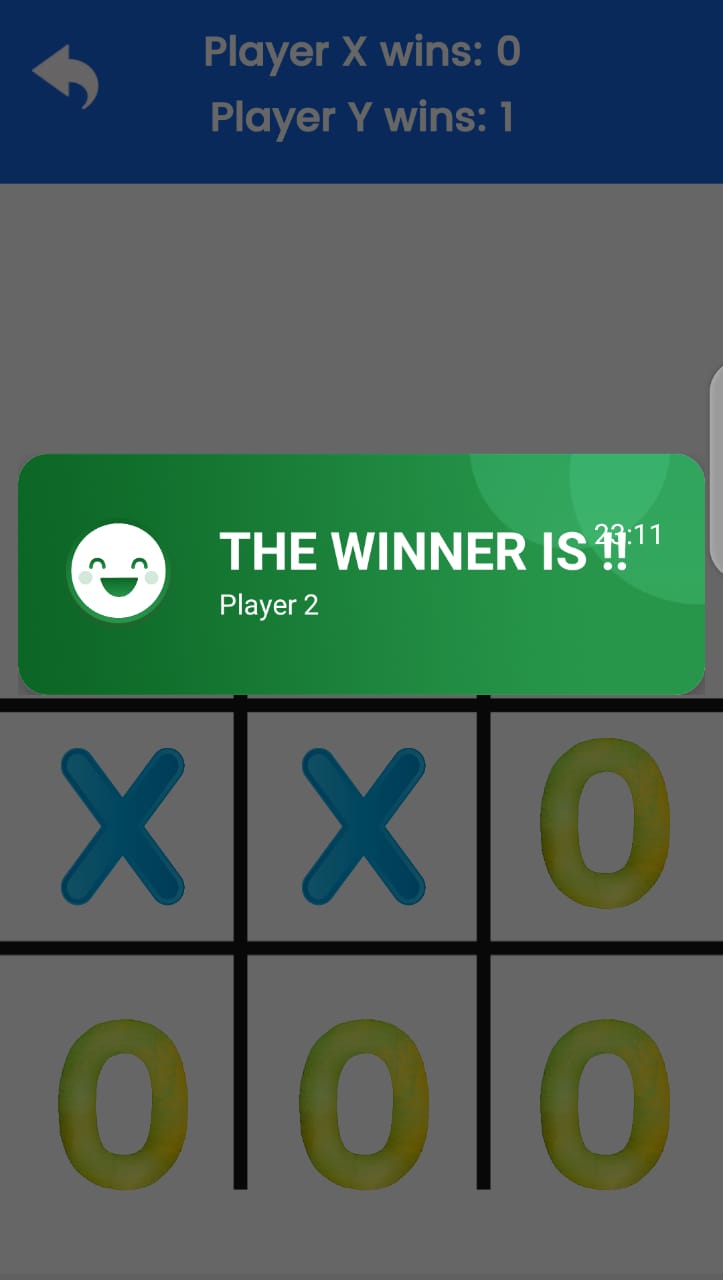 Player X wins: 0
Player Y wins: 1
23:11
THE WINNER IS !!
Player 2
X X O
O O O